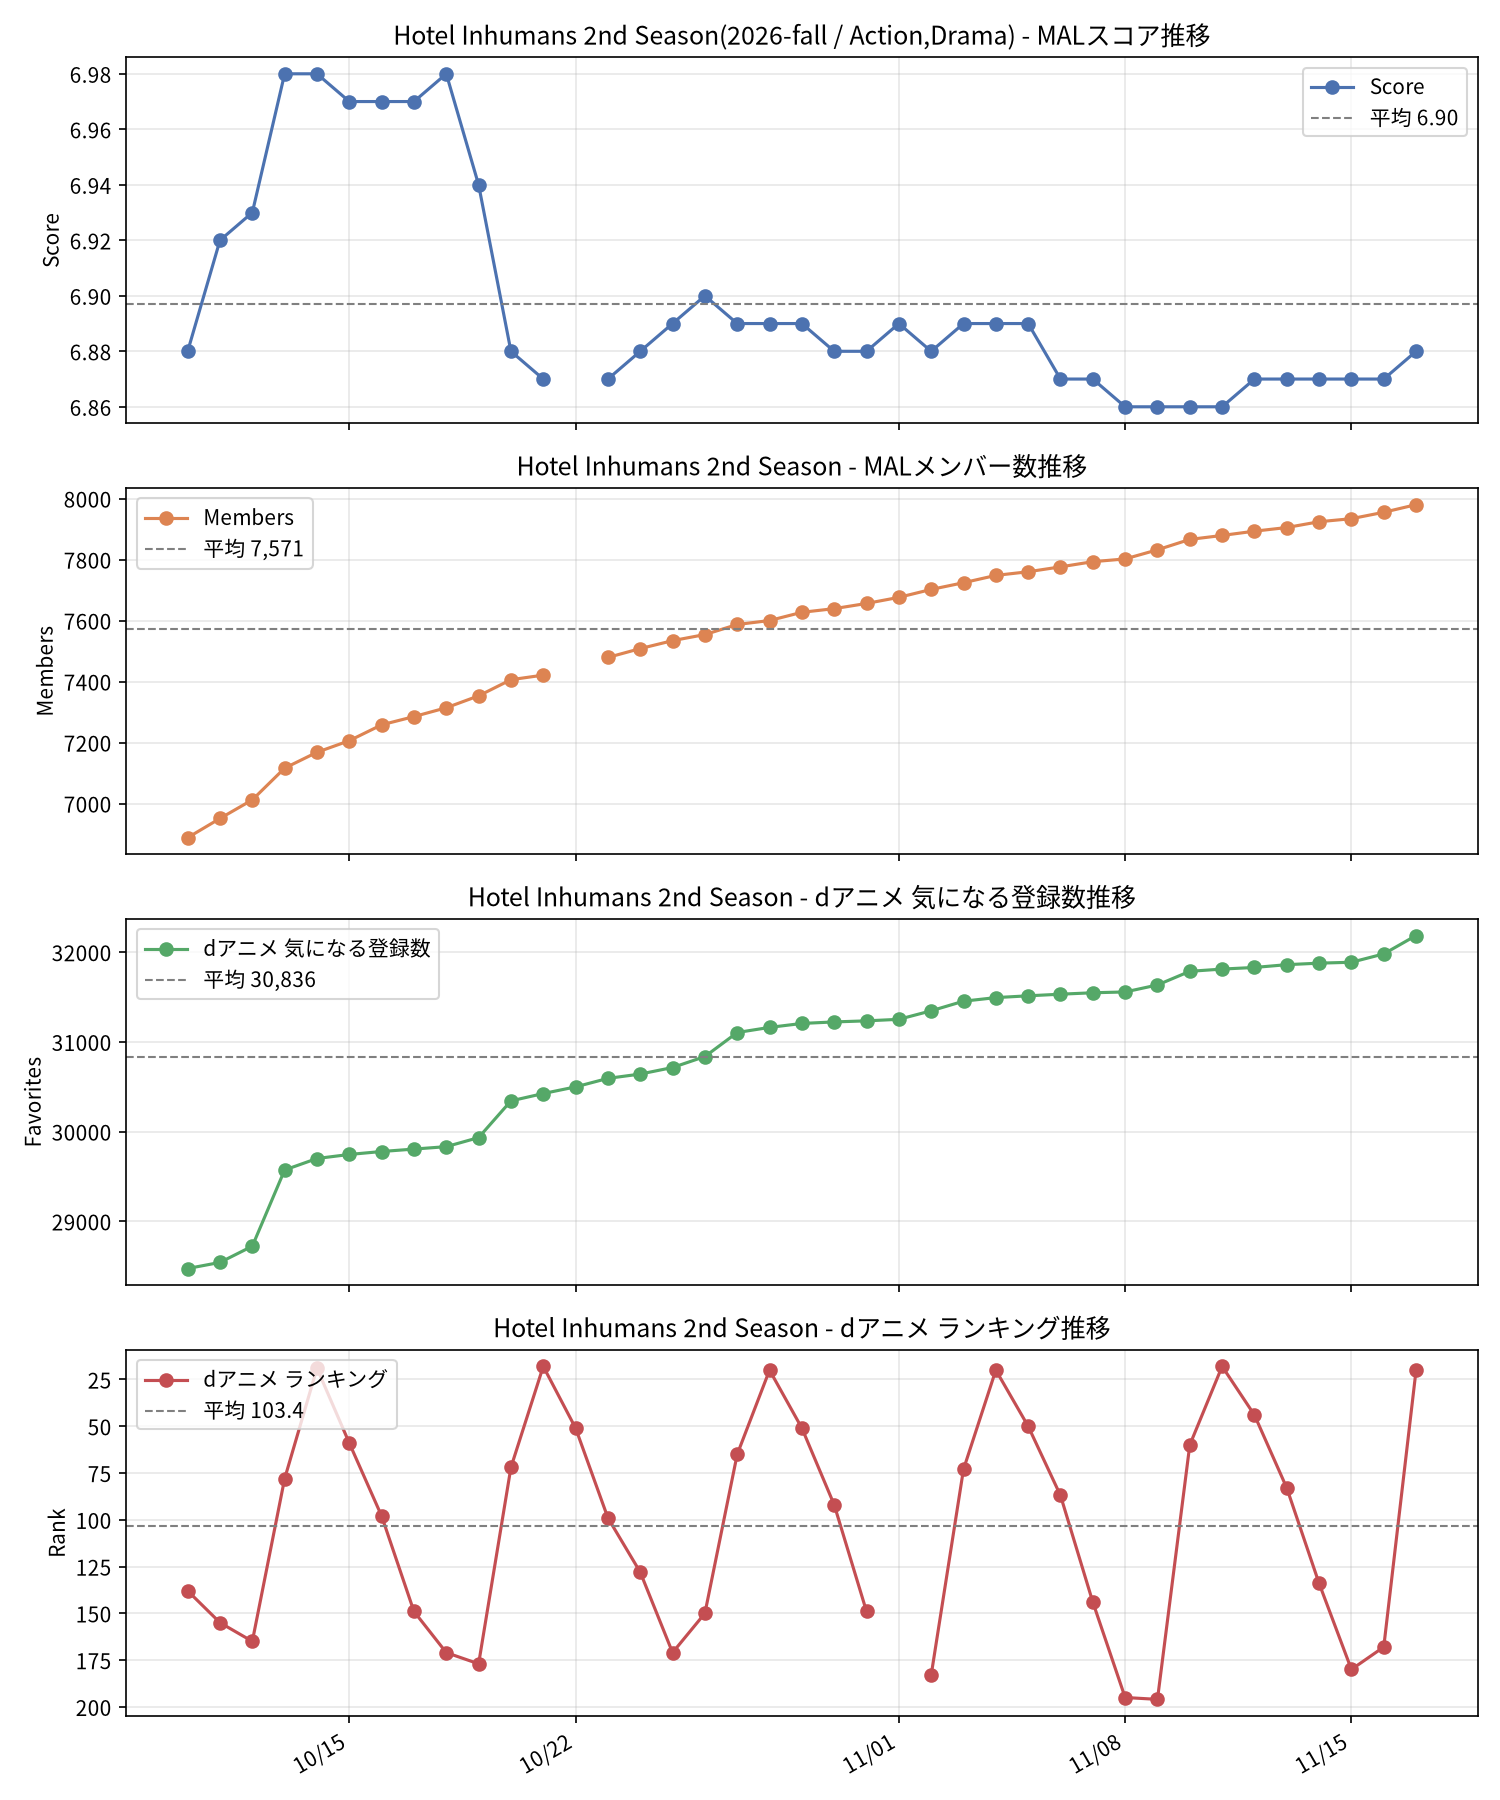 Hotel Inhumans 2nd Season(2026-fall / Action,Drama) - MALスコア推移
Score
6.98
6.96
6.94
6.92
6.90
6.88
6.86
Score
平均 6.90
Hotel Inhumans 2nd Season - MALメンバー数推移
Members
8000
7800
7600
7400
7200
7000
Members
平均 7,571
Hotel Inhumans 2nd Season - dアニメ 気になる登録数推移
Favorites
32000
31000
30000
29000
dアニメ 気になる登録数
平均 30,836
Hotel Inhumans 2nd Season - dアニメ ランキング推移
Rank
25
50
75
100
125
150
175
200
dアニメ ランキング
平均 103.4
10/15
10/22
11/01
11/08
11/15